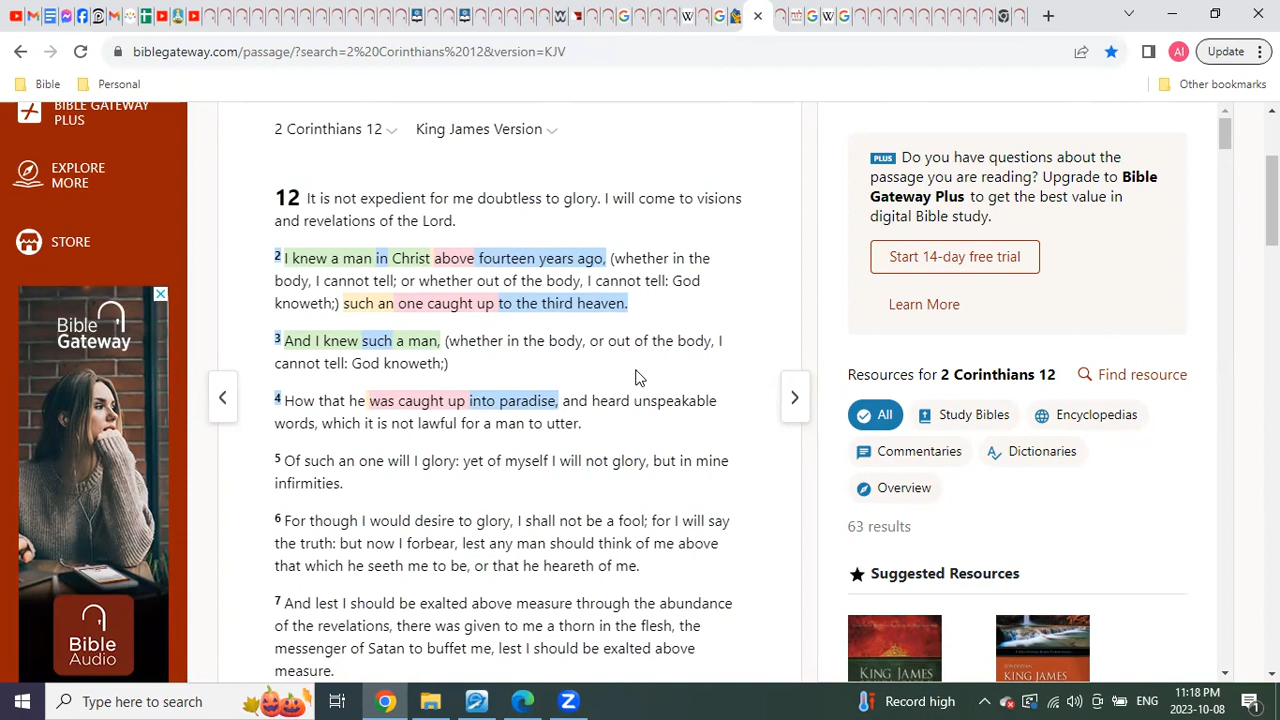 biblegateway.com/passage/?search=2%20Corinthians%2012&version=KJV
AI
Update
Bible
Personal
Other bookmarks
BIBLE GATEWAY
PLUS
EXPLORE
MORE
STORE
Bible
Gateway
Bible
Audio
2 Corinthians 12
King James Version
12 It is not expedient for me doubtless to glory. I will come to visions
and revelations of the Lord.
2 I knew a man in Christ above fourteen years ago, (whether in the
body, I cannot tell; or whether out of the body, I cannot tell: God
knoweth;) such an one caught up to the third heaven.
3 And I knew such a man, (whether in the body, or out of the body, I
cannot tell: God knoweth;)
4 How that he was caught up into paradise, and heard unspeakable
words, which it is not lawful for a man to utter.
5 Of such an one will I glory: yet of myself I will not glory, but in mine
infirmities.
6 For though I would desire to glory, I shall not be a fool; for I will say
the truth: but now I forbear, lest any man should think of me above
that which he seeth me to be, or that he heareth of me.
7 And lest I should be exalted above measure through the abundance
of the revelations, there was given to me a thorn in the flesh, the
messenger of Satan to buffet me, lest I should be exalted above
PLUS Do you have questions about the
passage you are reading? Upgrade to Bible
Gateway Plus to get the best value in
digital Bible study.
Start 14-day free trial
Learn More
Resources for 2 Corinthians 12
Find resource
All
Study Bibles
Encyclopedias
Commentaries
Dictionaries
Overview
63 results
Suggested Resources
KING JAMES
KING JAMES
Type here to search
Record high
ENG
11:18 PM
2023-10-08
1